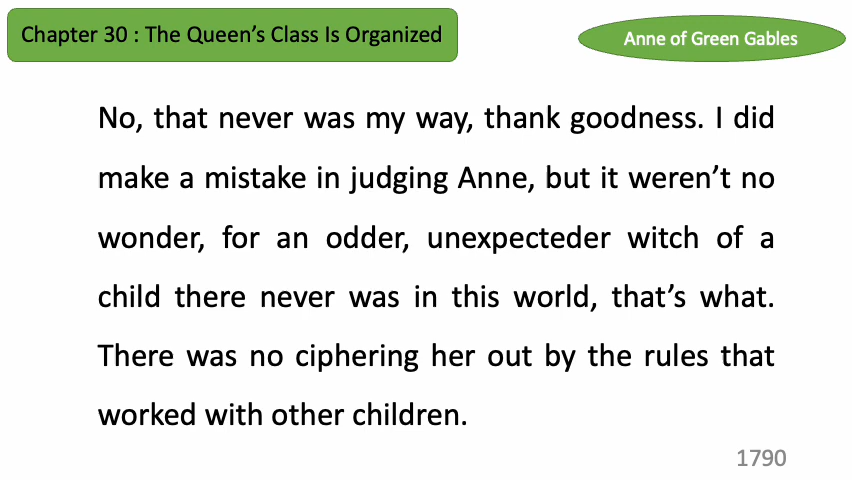 Chapter 30 : The Queen’s Class Is Organized
Anne of Green Gables
No, that never was my way, thank goodness. I did
make a mistake in judging Anne, but it weren’t no
wonder, for an odder, unexpecteder witch of a
child there never was in this world, that’s what.
There was no ciphering her out by the rules that
worked with other children.
1790